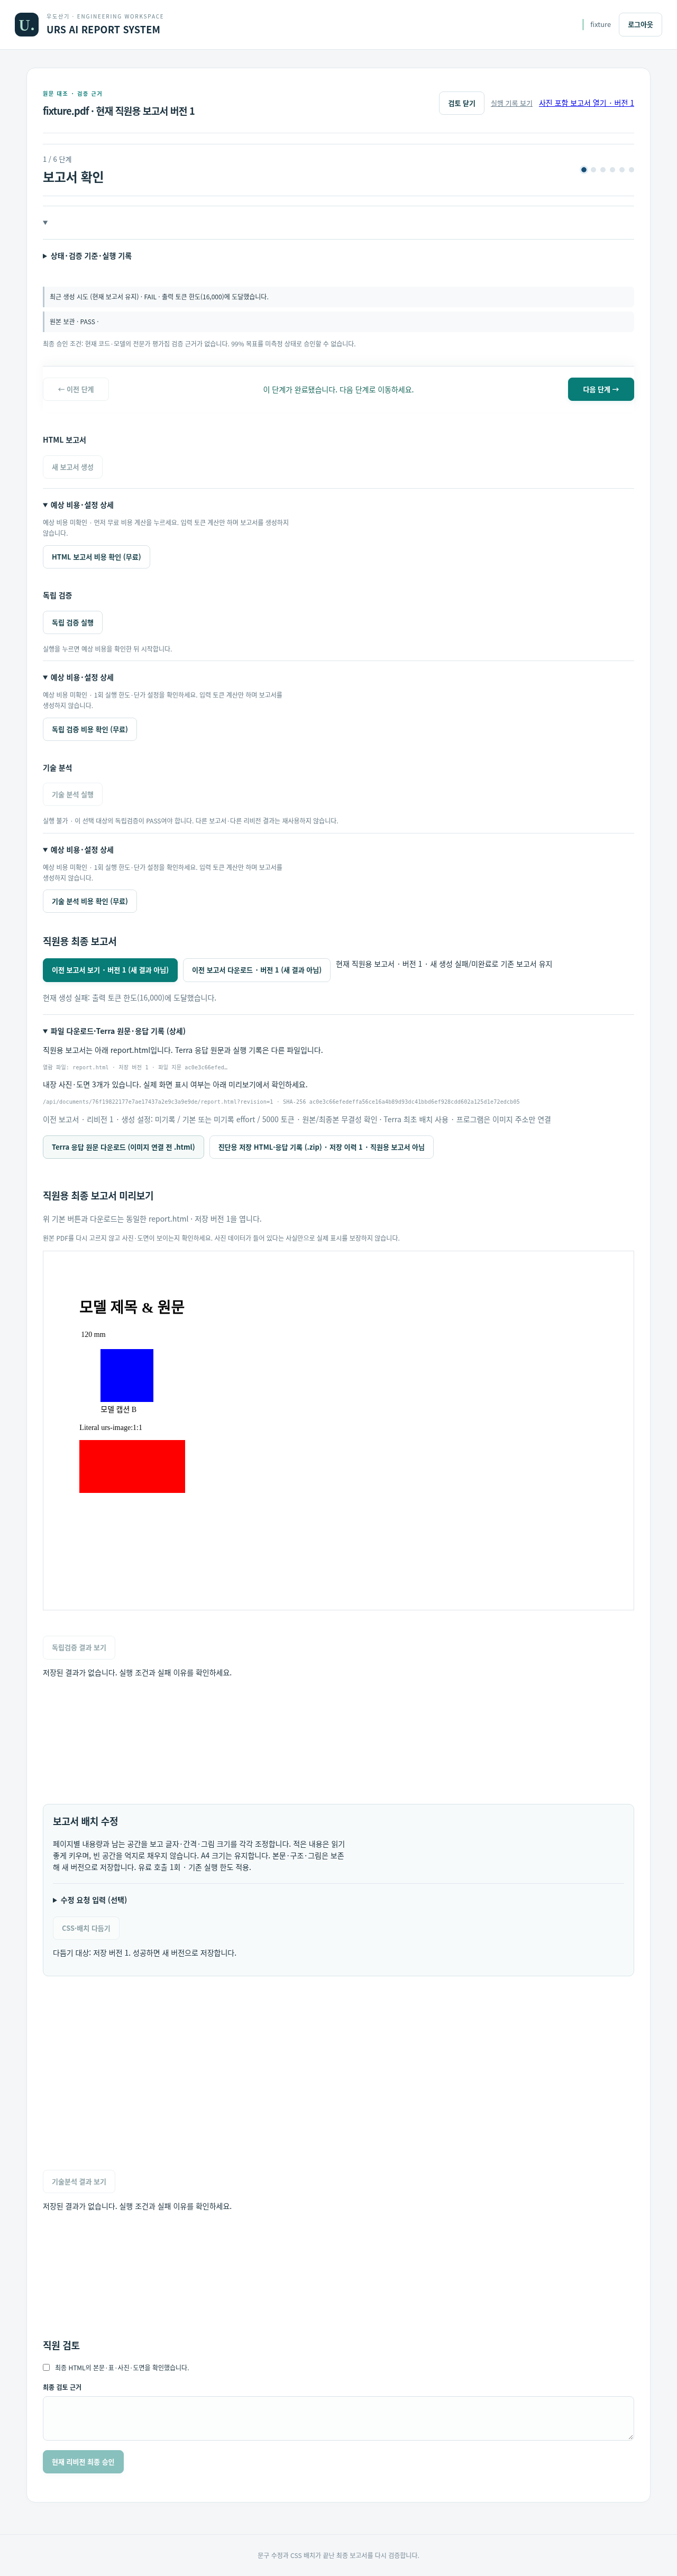 U.
무도선기 · ENGINEERING WORKSPACE
URS AI REPORT SYSTEM
fixture
로그아웃
원문 대조 · 검증 근거
fixture.pdf · 현재 직원용 보고서 버전 1
검토 닫기
실행 기록 보기
사진 포함 보고서 열기 · 버전 1
1 / 6 단계
보고서 확인
상태·검증 기준·실행 기록
최근 생성 시도 (현재 보고서 유지) · FAIL · 출력 토큰 한도(16,000)에 도달했습니다.
원본 보관 · PASS ·
최종 승인 조건: 현재 코드·모델의 전문가 평가집 검증 근거가 없습니다. 99% 목표를 미측정 상태로 승인할 수 없습니다.
← 이전 단계
이 단계가 완료됐습니다. 다음 단계로 이동하세요.
다음 단계 →
HTML 보고서
새 보고서 생성
예상 비용·설정 상세
예상 비용 미확인 · 먼저 무료 비용 계산을 누르세요. 입력 토큰 계산만 하며 보고서를 생성하지
않습니다.
HTML 보고서 비용 확인 (무료)
독립 검증
독립 검증 실행
실행을 누르면 예상 비용을 확인한 뒤 시작합니다.
예상 비용·설정 상세
예상 비용 미확인 · 1회 실행 한도·단가 설정을 확인하세요. 입력 토큰 계산만 하며 보고서를
생성하지 않습니다.
독립 검증 비용 확인 (무료)
기술 분석
기술 분석 실행
실행 불가 · 이 선택 대상의 독립검증이 PASS여야 합니다. 다른 보고서·다른 리비전 결과는 재사용하지 않습니다.
예상 비용·설정 상세
예상 비용 미확인 · 1회 실행 한도·단가 설정을 확인하세요. 입력 토큰 계산만 하며 보고서를
생성하지 않습니다.
기술 분석 비용 확인 (무료)
직원용 최종 보고서
이전 보고서 보기 · 버전 1 (새 결과 아님)
이전 보고서 다운로드 · 버전 1 (새 결과 아님)
현재 직원용 보고서 · 버전 1 · 새 생성 실패/미완료로 기존 보고서 유지
현재 생성 실패: 출력 토큰 한도(16,000)에 도달했습니다.
파일 다운로드·Terra 원문·응답 기록 (상세)
직원용 보고서는 아래 report.html입니다. Terra 응답 원문과 실행 기록은 다른 파일입니다.
열람 파일: report.html · 저장 버전 1 · 파일 지문 ac0e3c66efed…
내장 사진·도면 3개가 있습니다. 실제 화면 표시 여부는 아래 미리보기에서 확인하세요.
이전 보고서 · 리비전 1 · 생성 설정: 미기록 / 기본 또는 미기록 effort / 5000 토큰 · 원본/최종본 무결성 확인 · Terra 최초 배치 사용 · 프로그램은 이미지 주소만 연결
Terra 응답 원문 다운로드 (이미지 연결 전 .html)
진단용 저장 HTML·응답 기록 (.zip) · 저장 이력 1 · 직원용 보고서 아님
직원용 최종 보고서 미리보기
위 기본 버튼과 다운로드는 동일한 report.html · 저장 버전 1을 엽니다.
원본 PDF를 다시 고르지 않고 사진·도면이 보이는지 확인하세요. 사진 데이터가 들어 있다는 사실만으로 실제 표시를 보장하지 않습니다.
모델 제목 & 원문
120 mm
모델 캡션 B
Literal urs-image:1:1
독립검증 결과 보기
저장된 결과가 없습니다. 실행 조건과 실패 이유를 확인하세요.
보고서 배치 수정
페이지별 내용량과 남는 공간을 보고 글자·간격·그림 크기를 각각 조정합니다. 적은 내용은 읽기
좋게 키우며, 빈 공간을 억지로 채우지 않습니다. A4 크기는 유지합니다. 본문·구조·그림은 보존
해 새 버전으로 저장합니다. 유료 호출 1회 · 기존 실행 한도 적용.
수정 요청 입력 (선택)
CSS·배치 다듬기
다듬기 대상: 저장 버전 1. 성공하면 새 버전으로 저장합니다.
기술분석 결과 보기
저장된 결과가 없습니다. 실행 조건과 실패 이유를 확인하세요.
직원 검토
최종 HTML의 본문·표·사진·도면을 확인했습니다.
최종 검토 근거
현재 리비전 최종 승인
문구 수정과 CSS 배치가 끝난 최종 보고서를 다시 검증합니다.